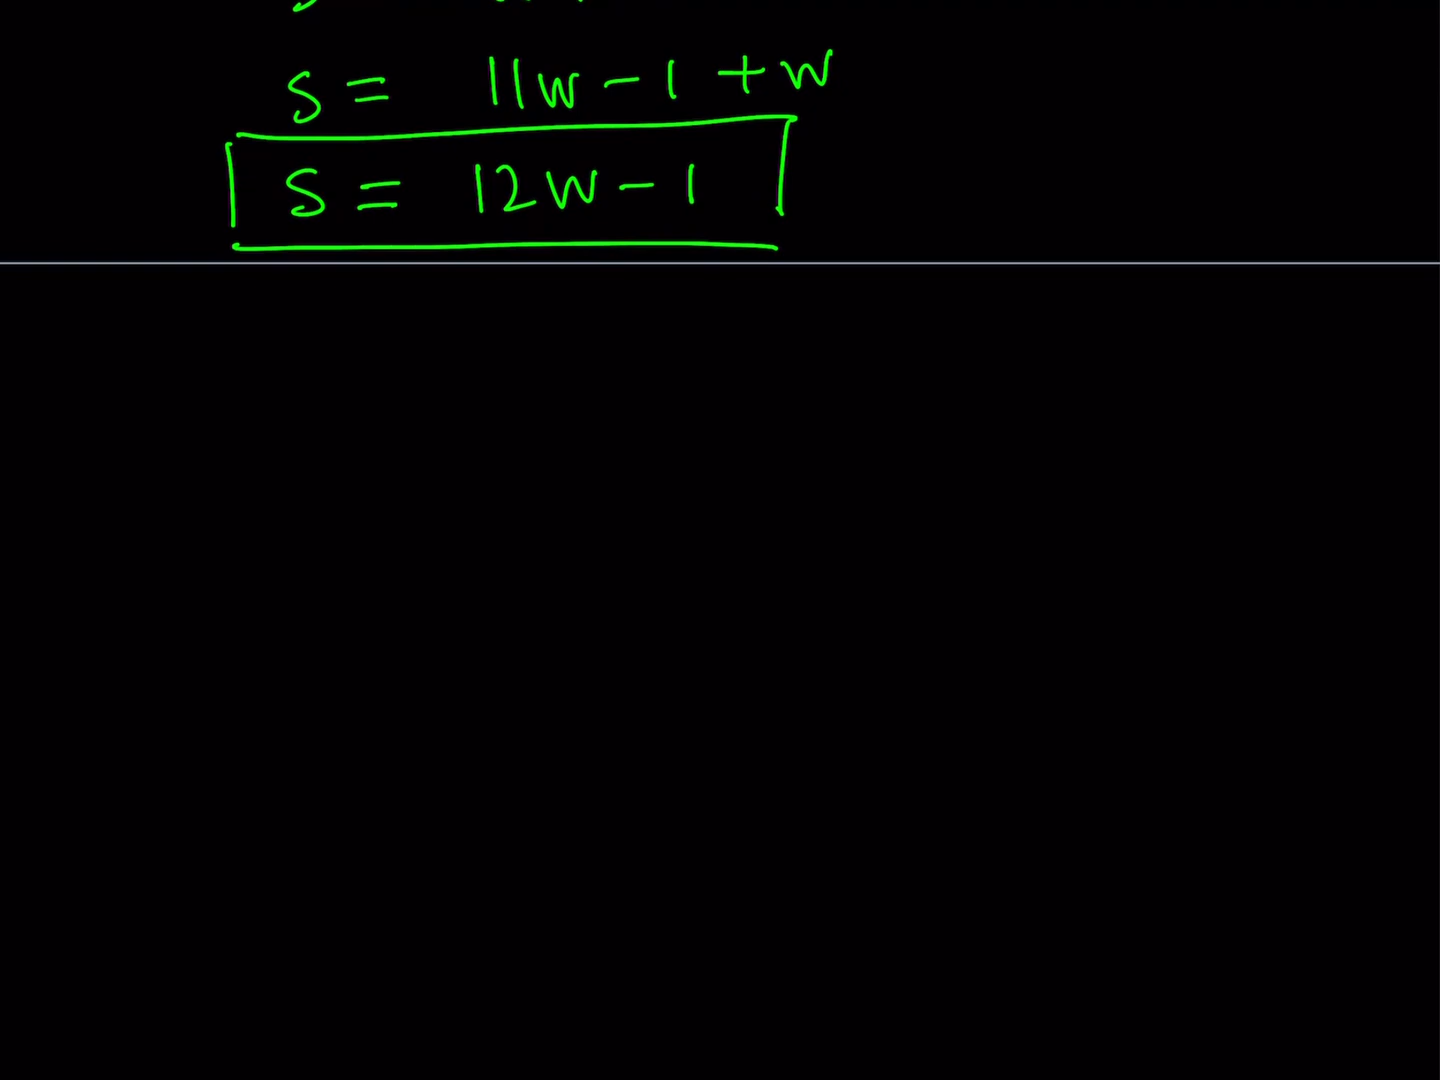 S = 11w - 1 + w
S = 12w - 1